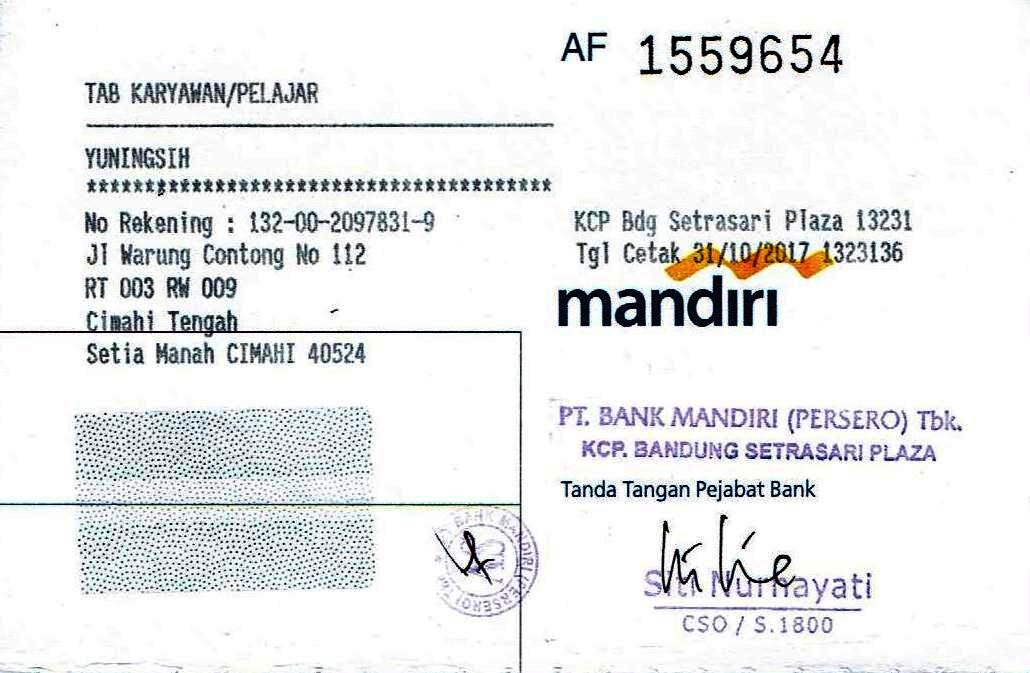 AF 1559654
TAB KARYAWAN/PELAJAR
YUNINGSIH
****************************************
No Rekening : 132-00-2097831-9
Jl Warung Contong No 112
RT 003 RW 009
Cimahi Tengah
Setia Manah CIMAHI 40524
KCP Bdg Setrasari Plaza 13231
Tgl Cetak 31/10/2017 1323136
mandırı
PT. BANK MANDIRI (PERSERO) Tbk.
KCP. BANDUNG SETRASARI PLAZA
Tanda Tangan Pejabat Bank
Siti Nurhayati
CSO / S.1800
BANK MANDIRI (PERSERO)